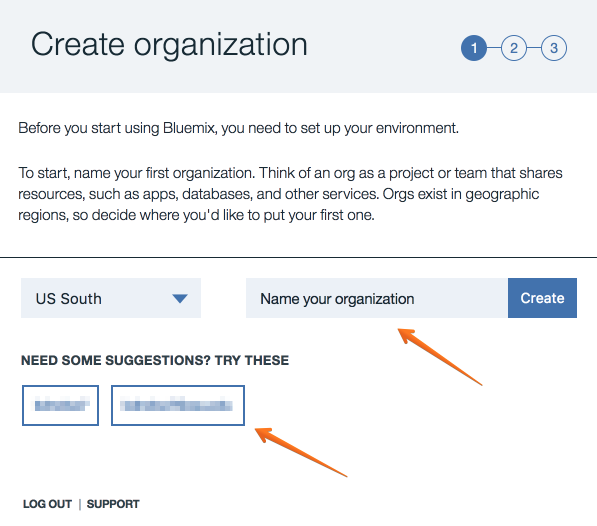 Create organization
1 2 3
Before you start using Bluemix, you need to set up your environment.
To start, name your first organization. Think of an org as a project or team that shares
resources, such as apps, databases, and other services. Orgs exist in geographic
regions, so decide where you'd like to put your first one.
US South Name your organization Create
NEED SOME SUGGESTIONS? TRY THESE
LOG OUT | SUPPORT